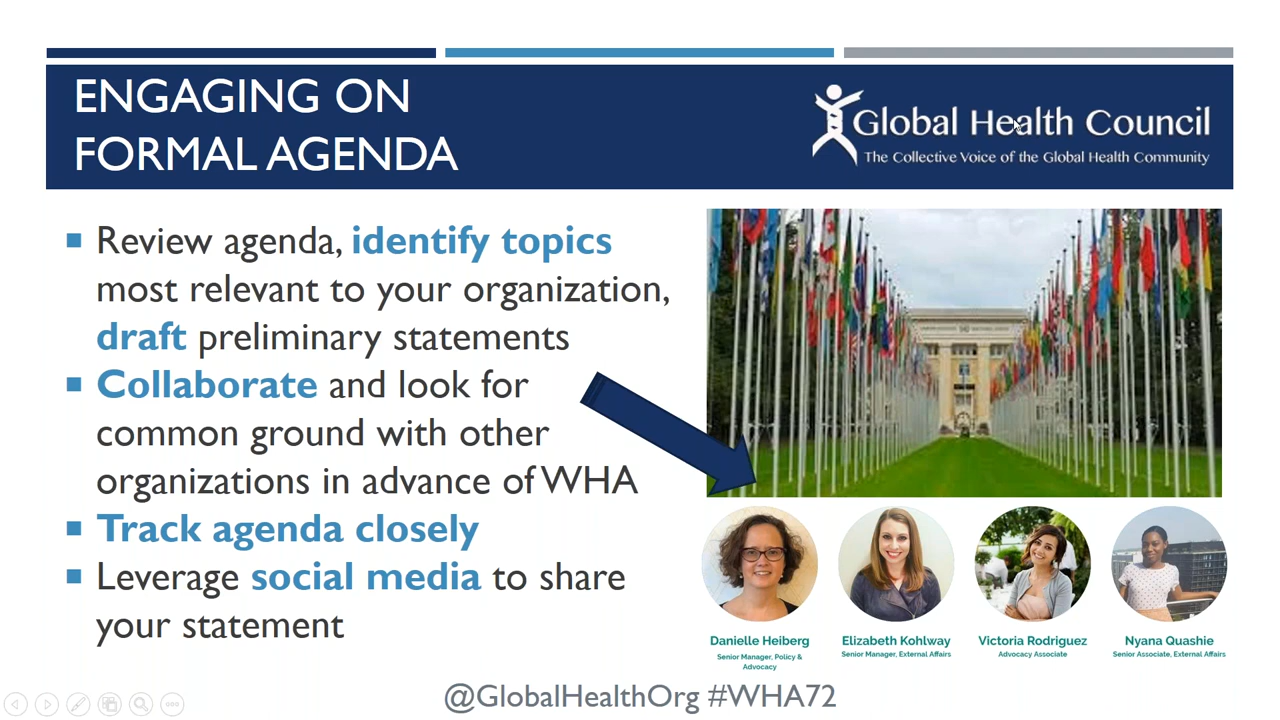 ENGAGING ON
FORMAL AGENDA
Global Health Council
The Collective Voice of the Global Health Community
Review agenda, identify topics
most relevant to your organization,
draft preliminary statements
Collaborate and look for
common ground with other
organizations in advance of WHA
Track agenda closely
Leverage social media to share
your statement
Danielle Heiberg
Senior Manager, Policy &
Advocacy
Elizabeth Kohlway
Senior Manager, External Affairs
Victoria Rodriguez
Advocacy Associate
Nyana Quashie
Senior Associate, External Affairs
@GlobalHealthOrg #WHA72